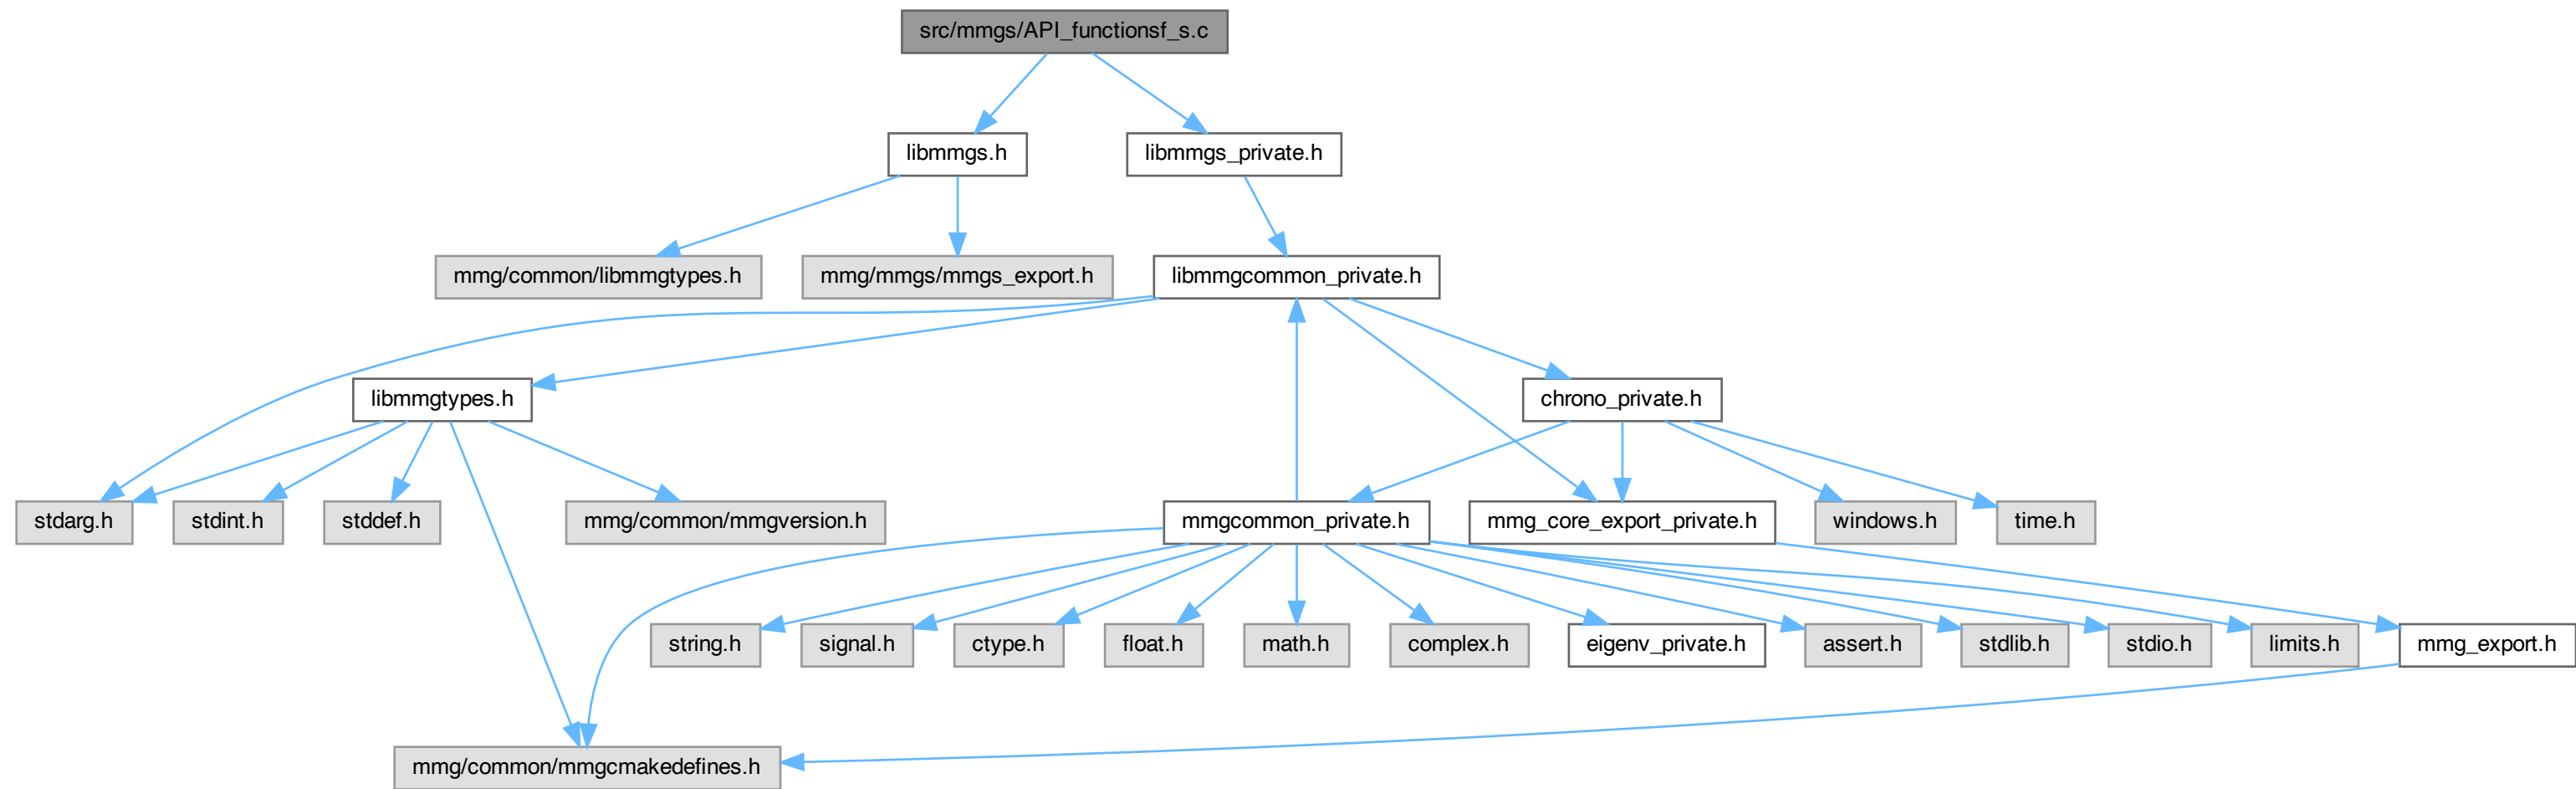 src/mmgs/API_functionsf_s.c
libmmgs.h
libmmgs_private.h
mmg/common/libmmgtypes.h
mmg/mmgs/mmgs_export.h
libmmgcommon_private.h
libmmgtypes.h
chrono_private.h
stdarg.h
stdint.h
stddef.h
mmg/common/mmgversion.h
mmgcommon_private.h
mmg_core_export_private.h
windows.h
time.h
string.h
signal.h
ctype.h
float.h
math.h
complex.h
eigenv_private.h
assert.h
stdlib.h
stdio.h
limits.h
mmg_export.h
mmg/common/mmgcmakedefines.h